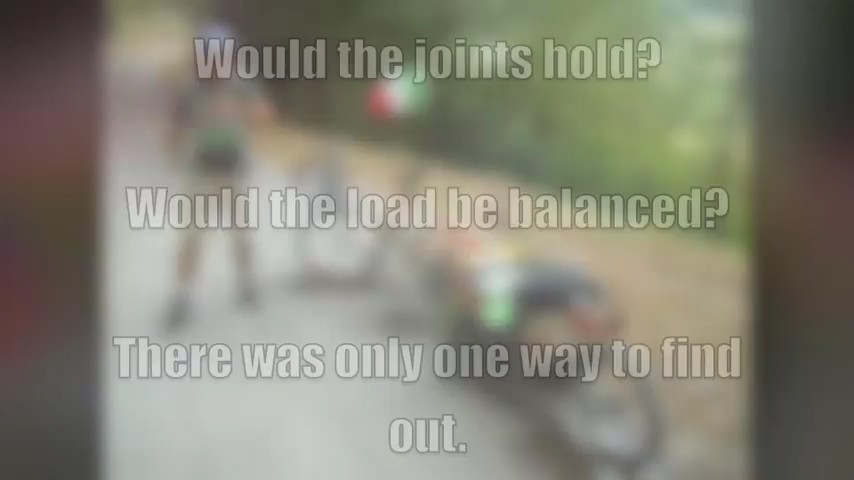 Would the joints hold?
Would the load be balanced?
There was only one way to find
out.